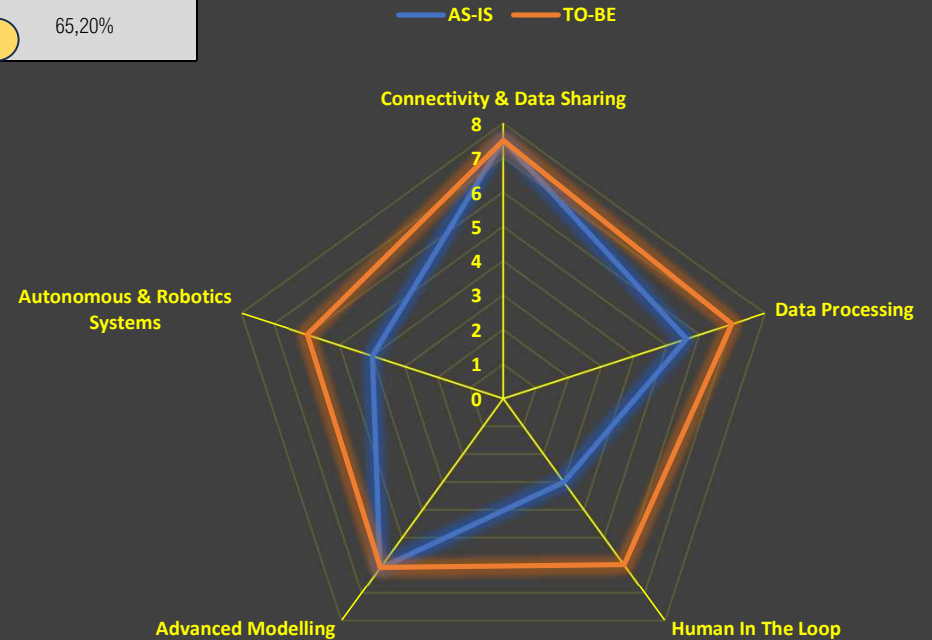 65,20%
AS-IS TO-BE
Connectivity & Data Sharing
8
7
6
5
4
3
2
1
0
Autonomous & Robotics
Systems
Data Processing
Advanced Modelling
Human In The Loop